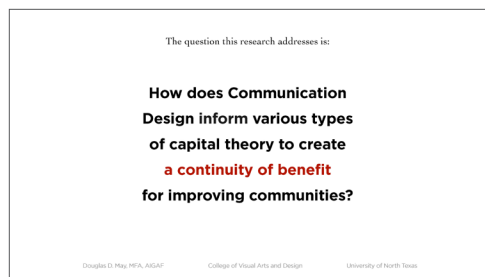 The question this research addresses is:
How does Communication
Design inform various types
of capital theory to create
a continuity of benefit
for improving communities?
Douglas D. May, MFA, AIGAF College of Visual Arts and Design University of North Texas